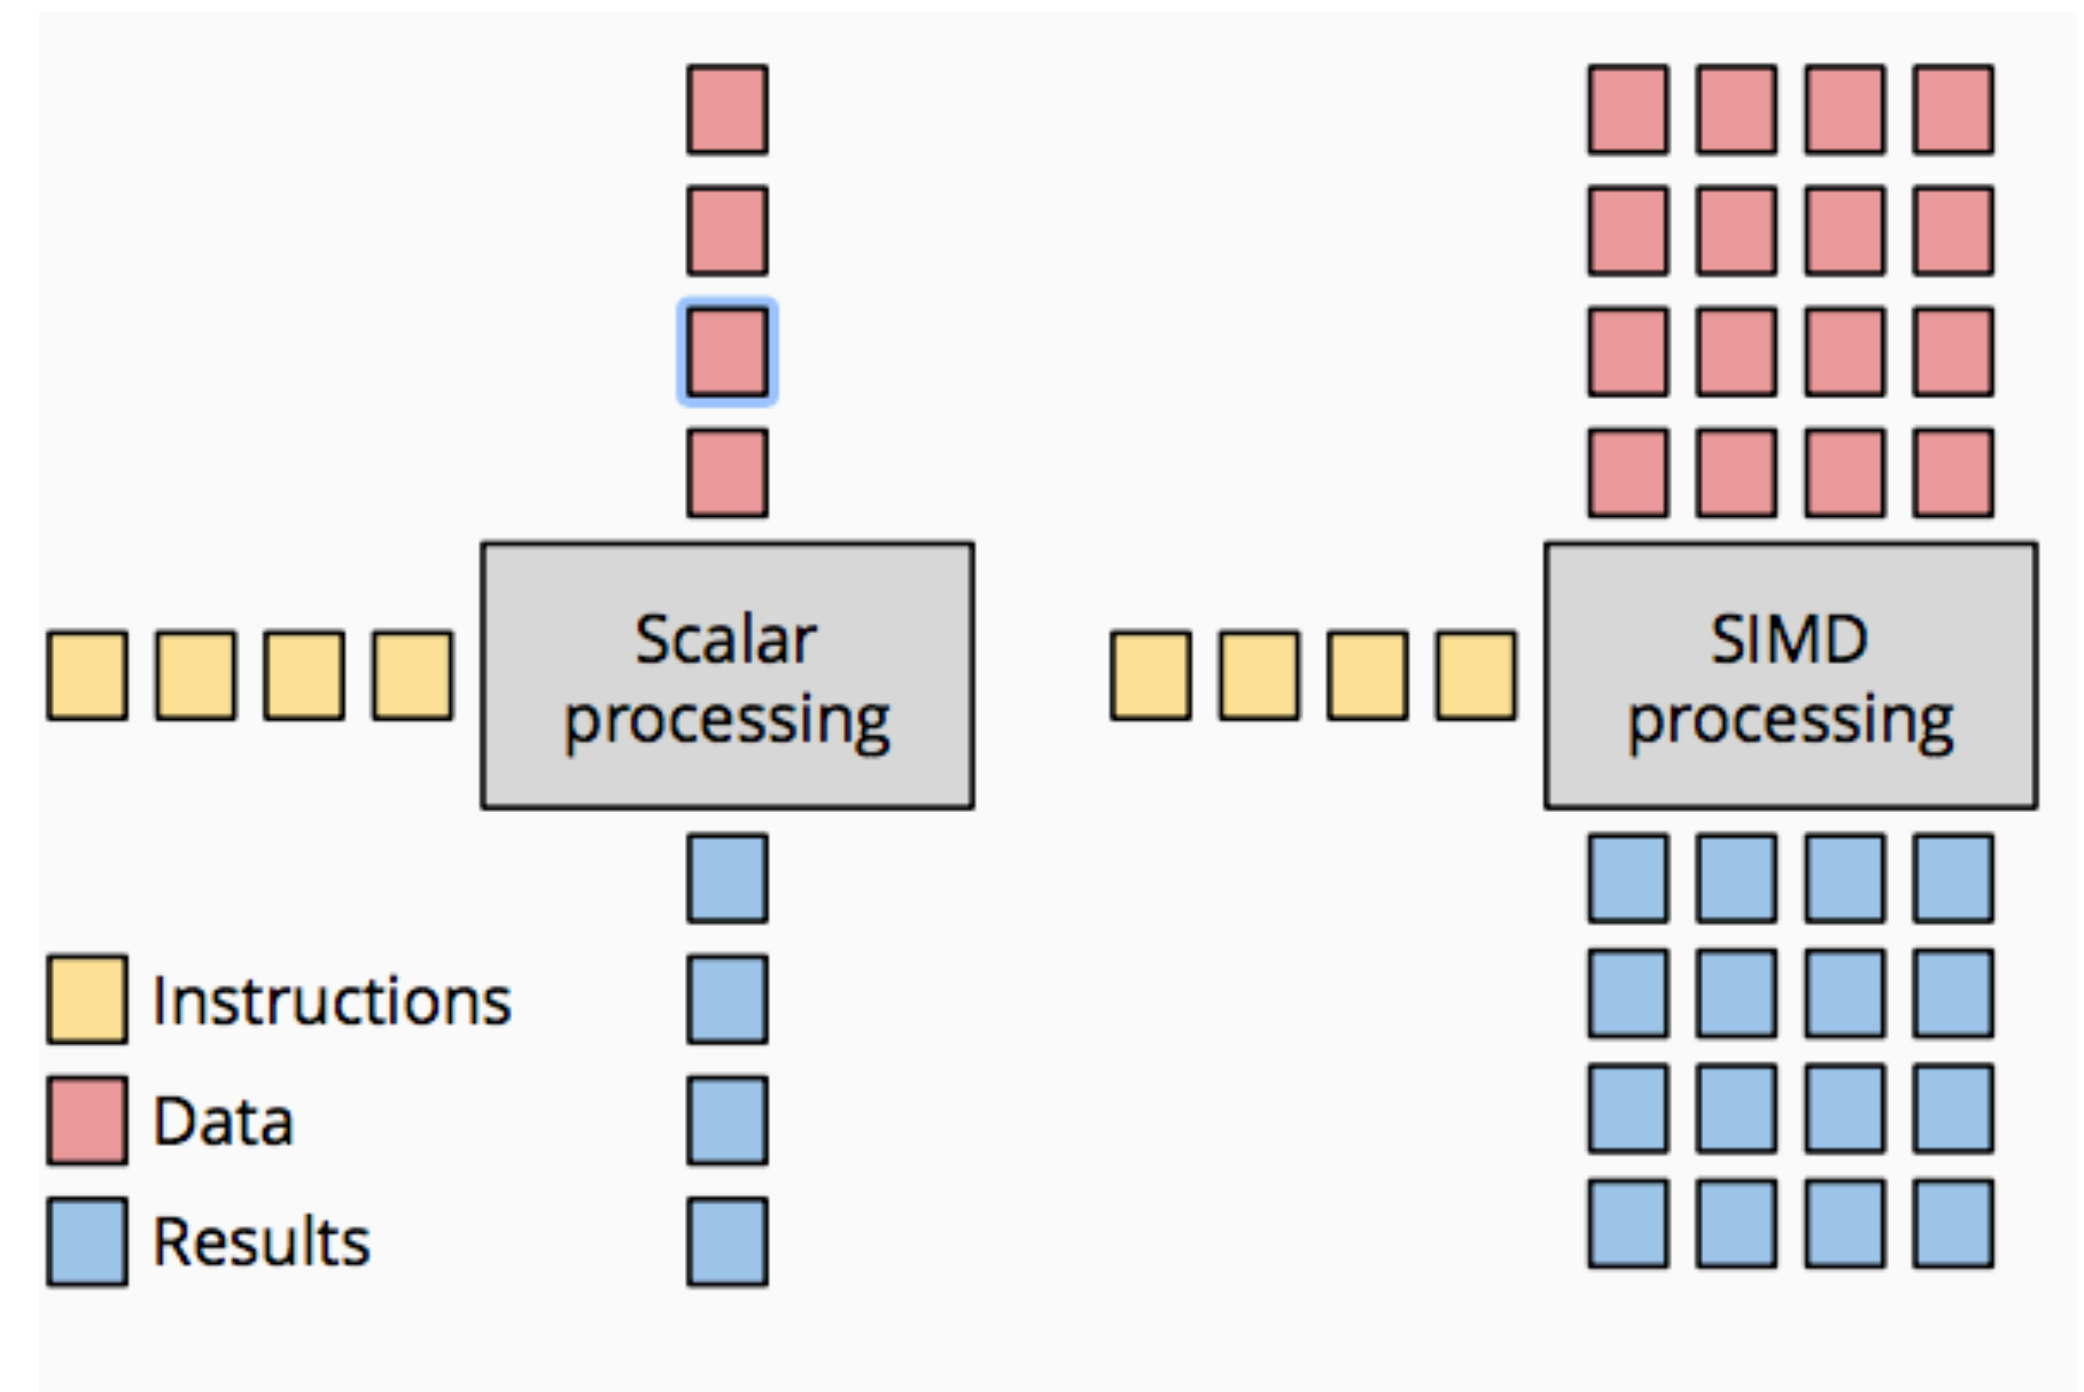 Scalar
processing
SIMD
processing
Instructions
Data
Results